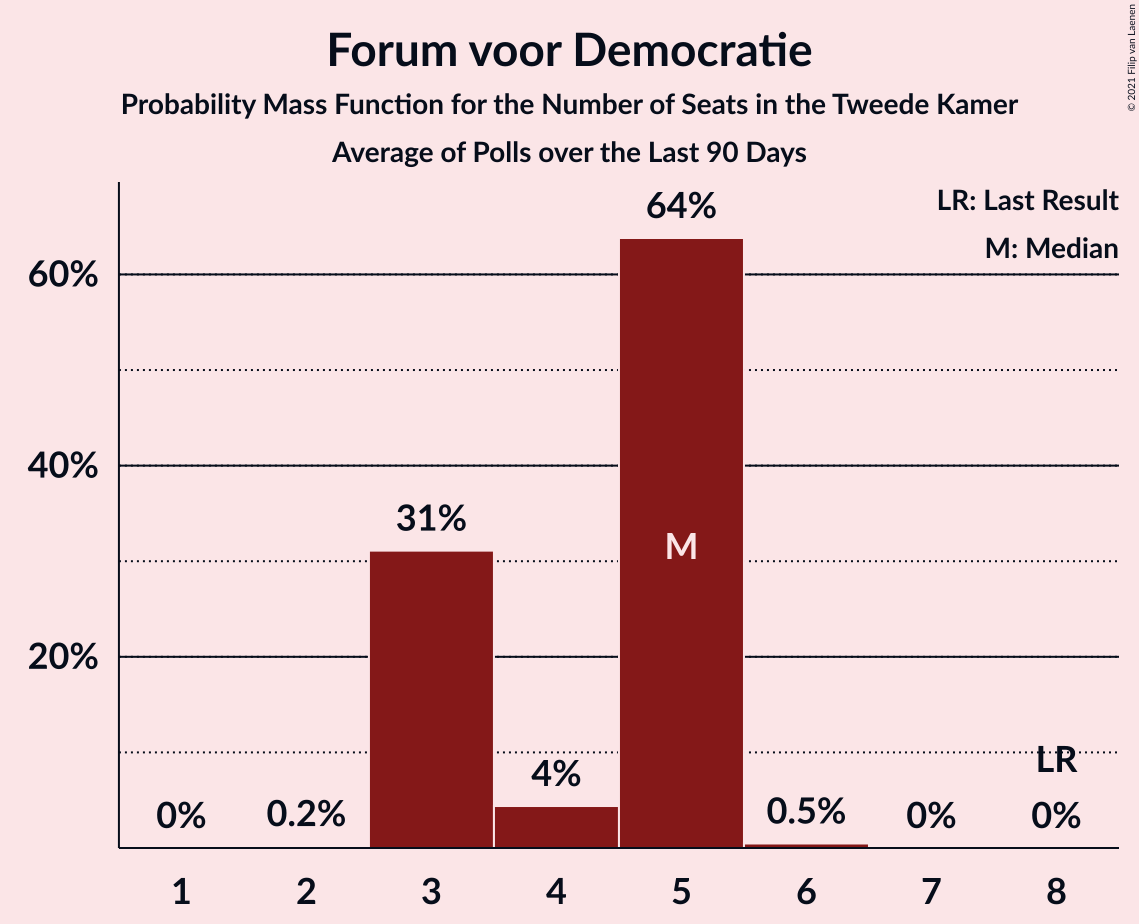 Forum voor Democratie
Probability Mass Function for the Number of Seats in the Tweede Kamer
Average of Polls over the Last 90 Days
© 2021 Filip van Laenen
LR: Last Result
M: Median
60%
40%
20%
0%
0.2%
31%
4%
64%
M
0.5%
0%
LR
0%
1 2 3 4 5 6 7 8